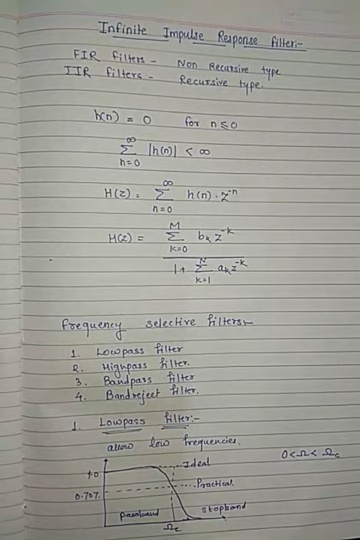 Infinite Impulse Response filter:-
FIR filters - Non Recursive type
IIR filters - Recursive type.
h(n) = 0 for n ≤ 0
∞
Σ |h(n)| < ∞
n=0
∞
H(z) = Σ h(n) · z⁻ⁿ
n=0
M
H(z) = Σ bₖ z⁻ᵏ
k=0
N
1 + Σ aₖ z⁻ᵏ
k=1
Frequency selective filters:-
1. Lowpass filter
2. Highpass filter.
3. Bandpass filter
4. Bandreject filter.
1. Lowpass filter:-
allow low frequencies.
0 < Ω < Ωc
Ideal
1.0
Practical
0.707
passband stopband
Ωc